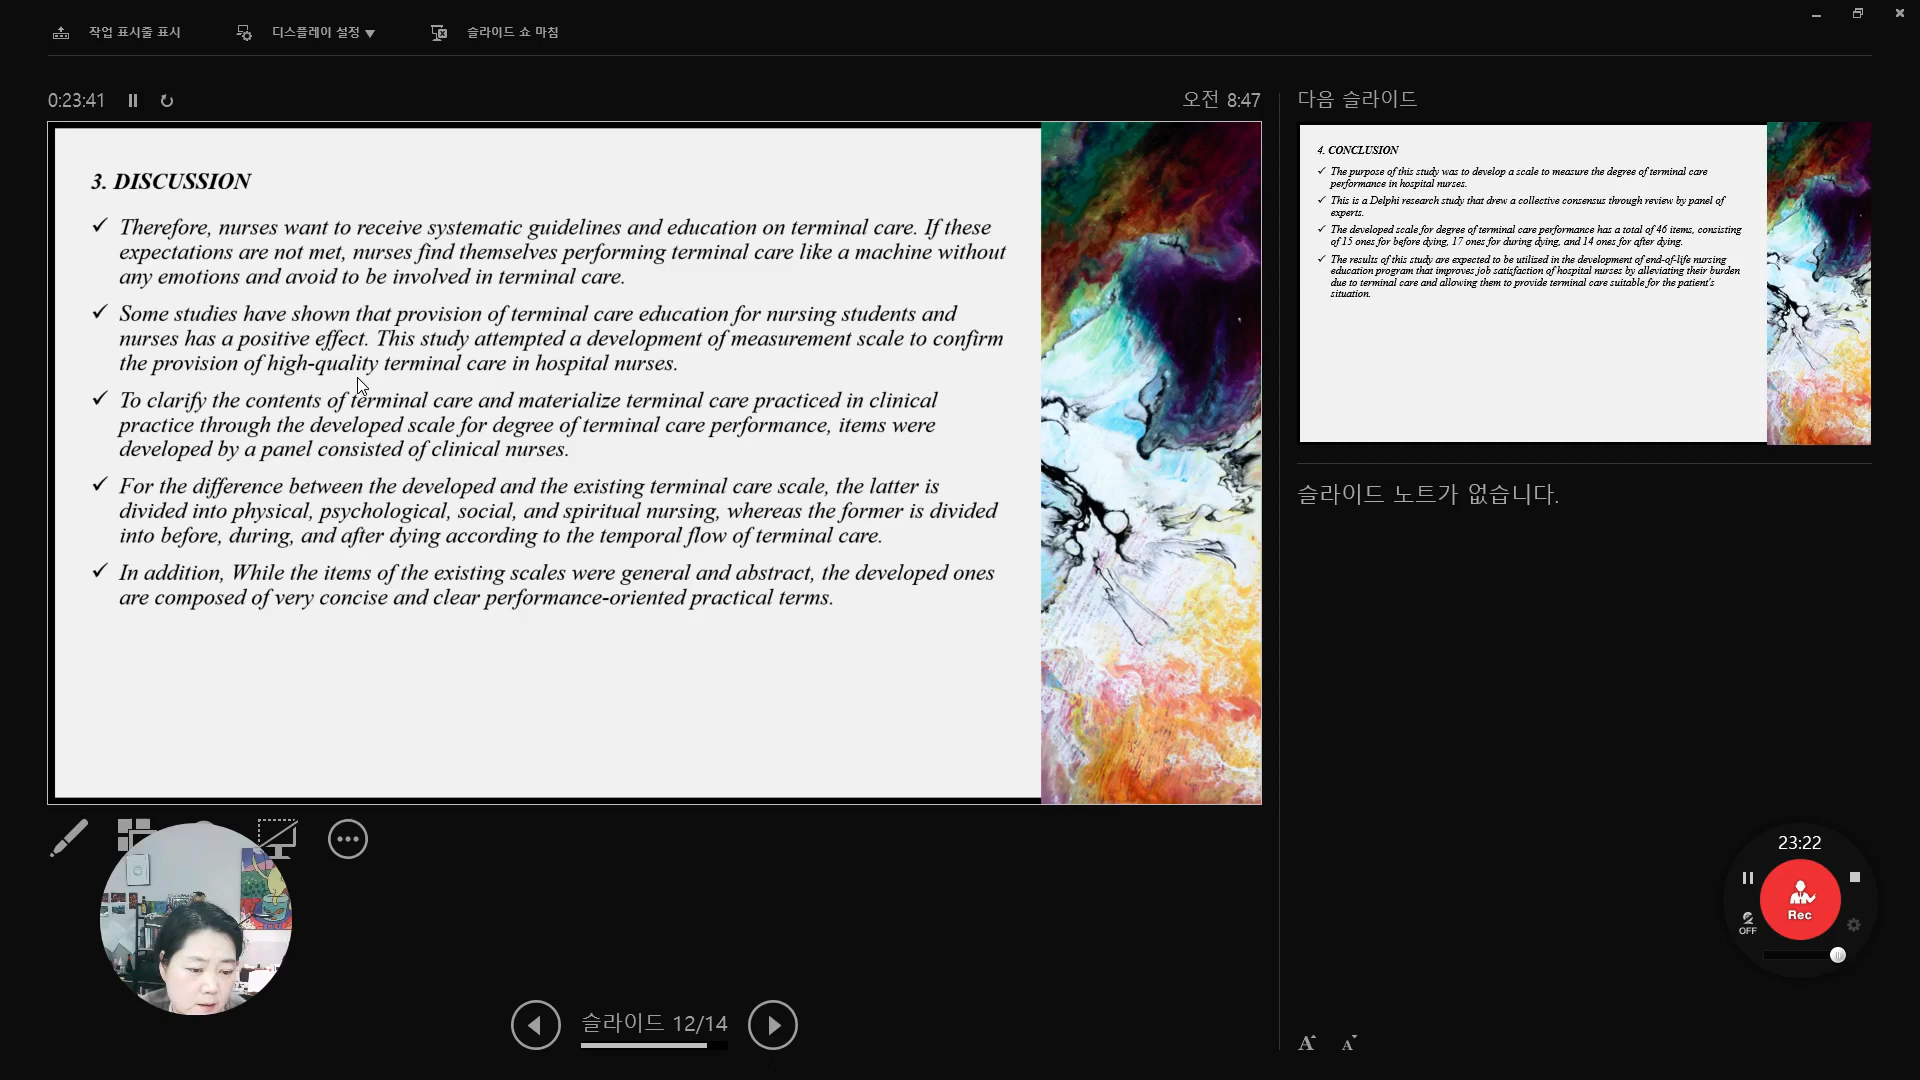 작업 표시줄 표시
디스플레이 설정 ▼
슬라이드 쇼 마침
0:23:41
오전 8:47
다음 슬라이드
3. DISCUSSION
✓ Therefore, nurses want to receive systematic guidelines and education on terminal care. If these
expectations are not met, nurses find themselves performing terminal care like a machine without
any emotions and avoid to be involved in terminal care.
✓ Some studies have shown that provision of terminal care education for nursing students and
nurses has a positive effect. This study attempted a development of measurement scale to confirm
the provision of high-quality terminal care in hospital nurses.
✓ To clarify the contents of terminal care and materialize terminal care practiced in clinical
practice through the developed scale for degree of terminal care performance, items were
developed by a panel consisted of clinical nurses.
✓ For the difference between the developed and the existing terminal care scale, the latter is
divided into physical, psychological, social, and spiritual nursing, whereas the former is divided
into before, during, and after dying according to the temporal flow of terminal care.
✓ In addition, While the items of the existing scales were general and abstract, the developed ones
are composed of very concise and clear performance-oriented practical terms.
4. CONCLUSION
✓ The purpose of this study was to develop a scale to measure the degree of terminal care
performance in hospital nurses.
✓ This is a Delphi research study that drew a collective consensus through review by panel of
experts.
✓ The developed scale for degree of terminal care performance has a total of 46 items, consisting
of 15 ones for before dying, 17 ones for during dying, and 14 ones for after dying.
✓ The results of this study are expected to be utilized in the development of end-of-life nursing
education program that improves job satisfaction of hospital nurses by alleviating their burden
due to terminal care and allowing them to provide terminal care suitable for the patient's
situation.
슬라이드 노트가 없습니다.
23:22
Rec
OFF
슬라이드 12/14
A A